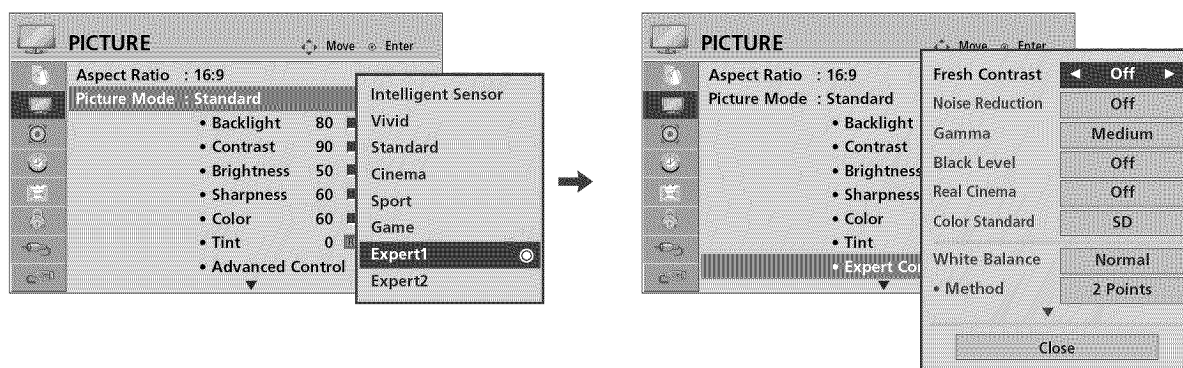 PICTURE
Move Enter
Aspect Ratio : 16:9
Picture Mode : Standard
• Backlight 80
• Contrast 90
• Brightness 50
• Sharpness 60
• Color 60
• Tint 0
• Advanced Control
Intelligent Sensor
Vivid
Standard
Cinema
Sport
Game
Expert1
Expert2
PICTURE
Move Enter
Aspect Ratio : 16:9
Picture Mode : Standard
• Backlight
• Contrast
• Brightness
• Sharpness
• Color
• Tint
• Expert Co
Fresh Contrast Off
Noise Reduction Off
Gamma Medium
Black Level Off
Real Cinema Off
Color Standard SD
White Balance Normal
• Method 2 Points
Close